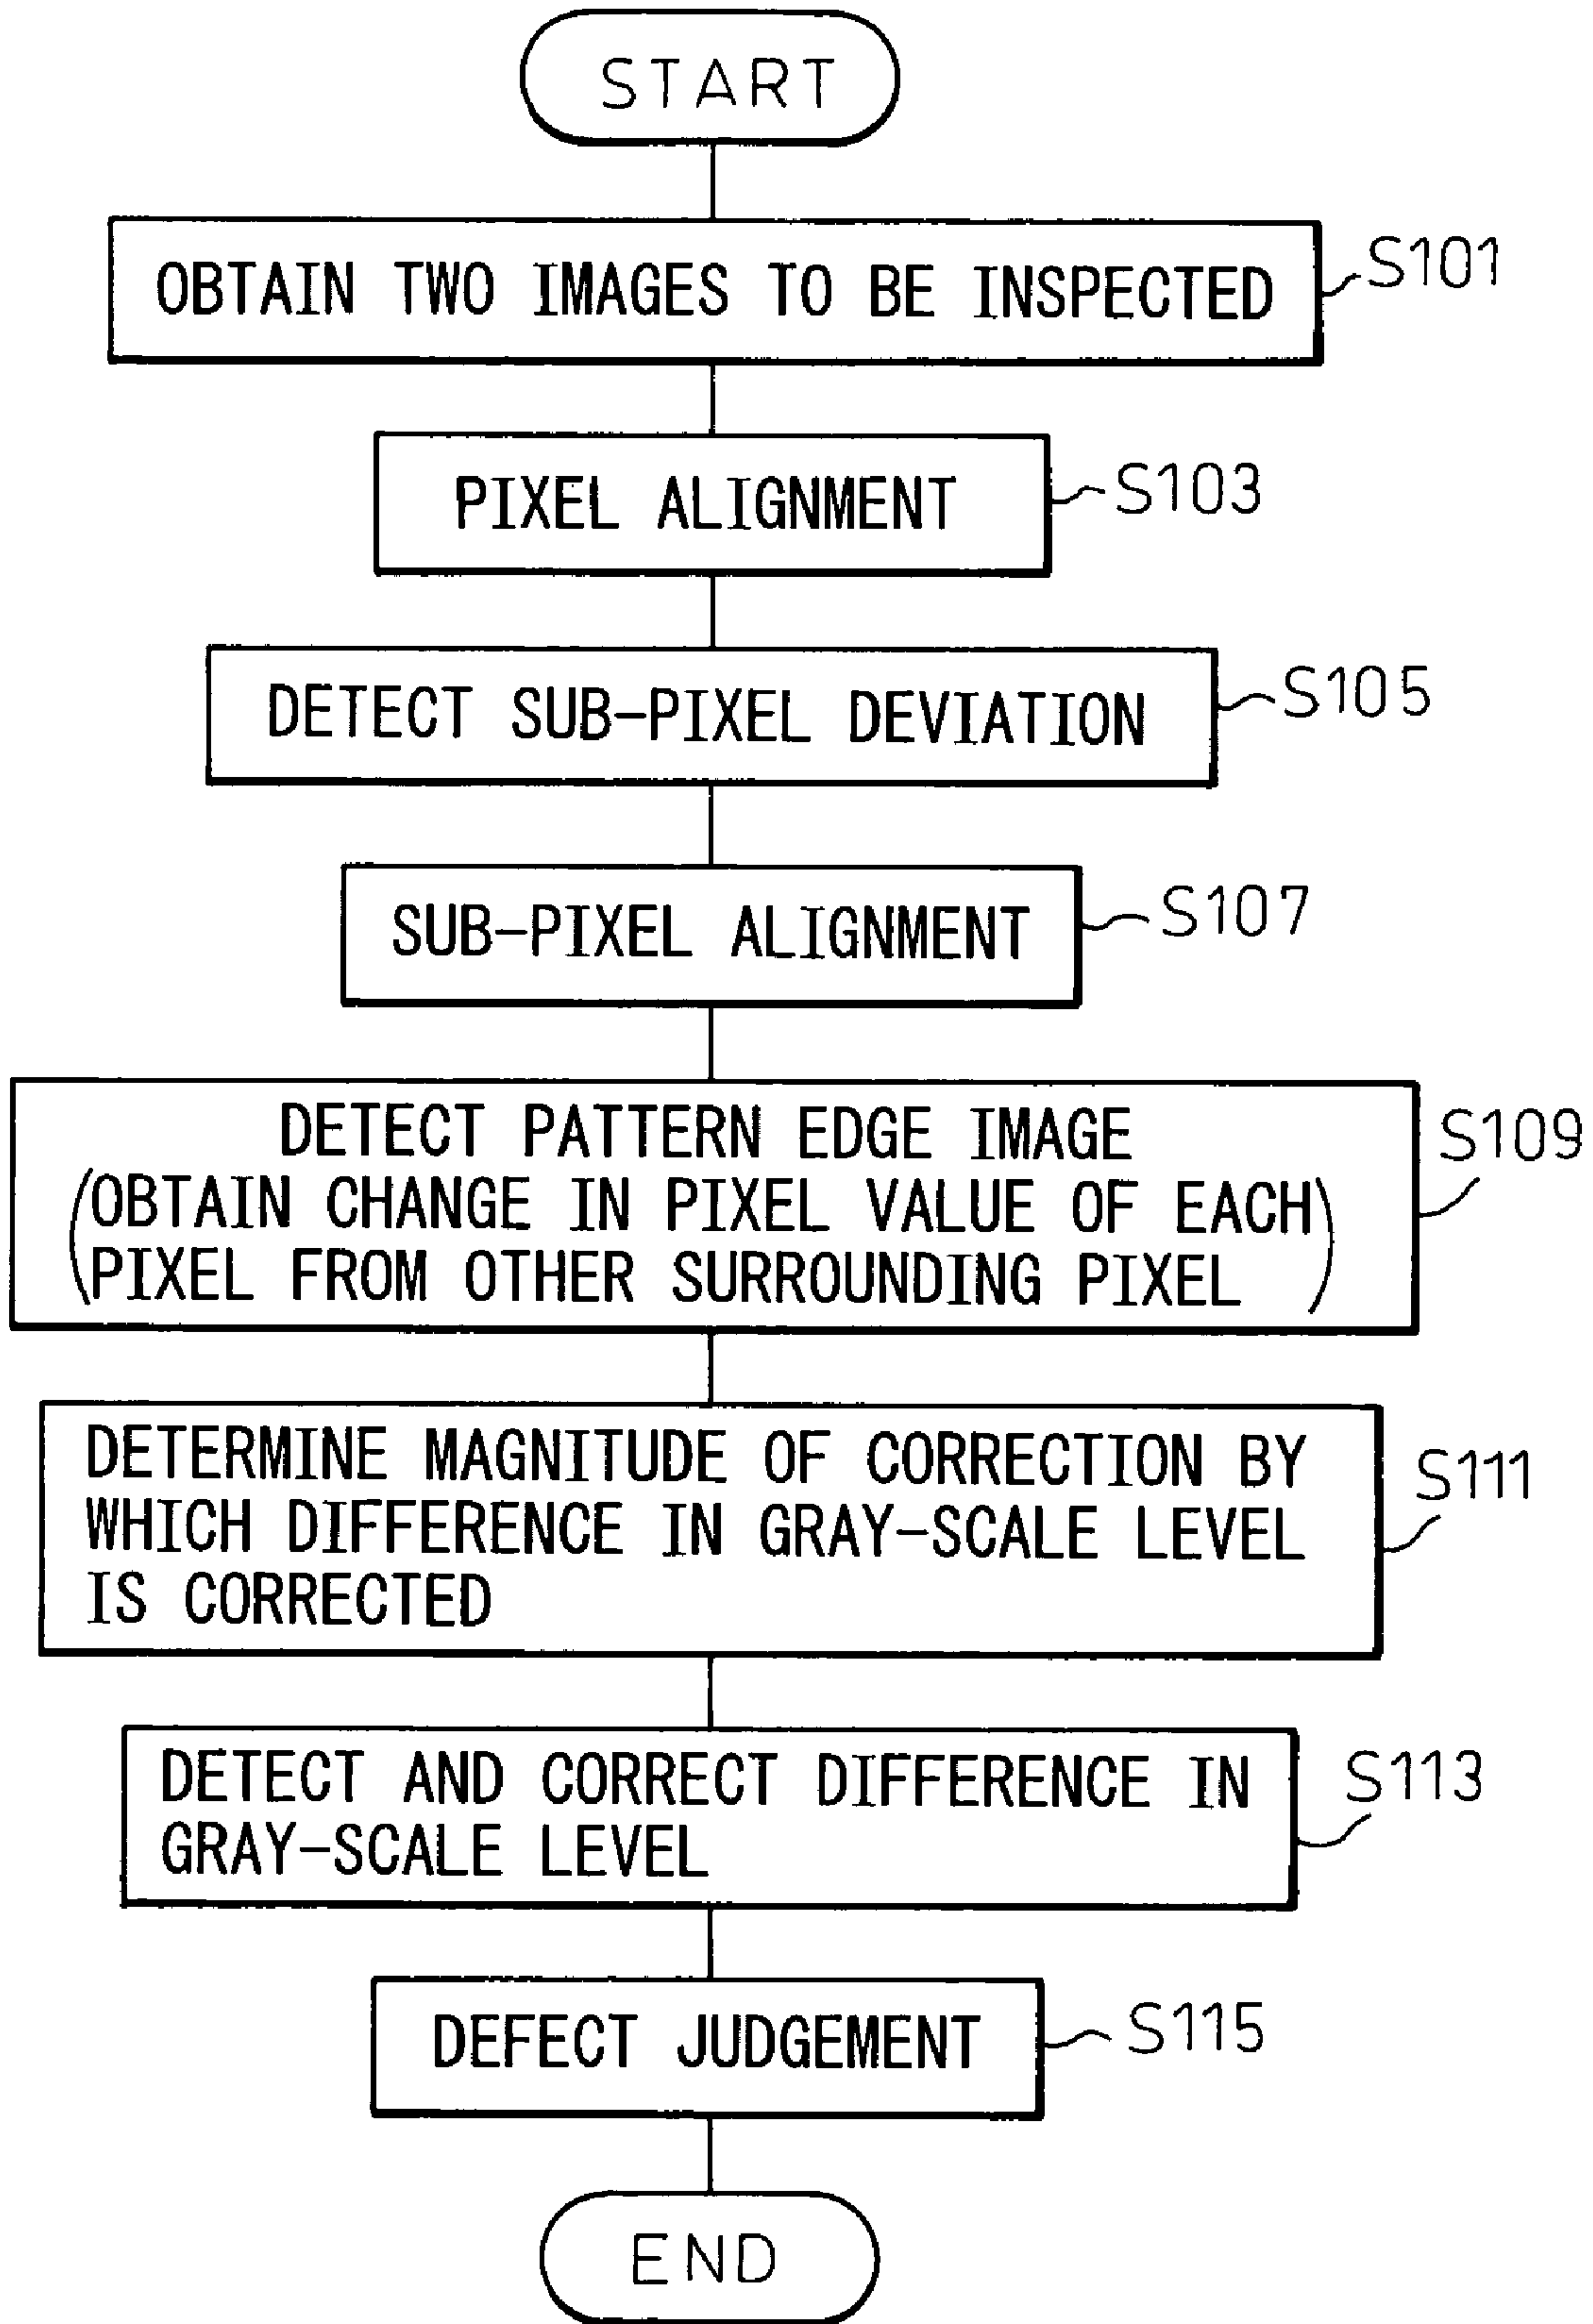 START
OBTAIN TWO IMAGES TO BE INSPECTED
S101
PIXEL ALIGNMENT
S103
DETECT SUB-PIXEL DEVIATION
S105
SUB-PIXEL ALIGNMENT
S107
DETECT PATTERN EDGE IMAGE
(OBTAIN CHANGE IN PIXEL VALUE OF EACH
PIXEL FROM OTHER SURROUNDING PIXEL)
S109
DETERMINE MAGNITUDE OF CORRECTION BY
WHICH DIFFERENCE IN GRAY-SCALE LEVEL
IS CORRECTED
S111
DETECT AND CORRECT DIFFERENCE IN
GRAY-SCALE LEVEL
S113
DEFECT JUDGEMENT
S115
END